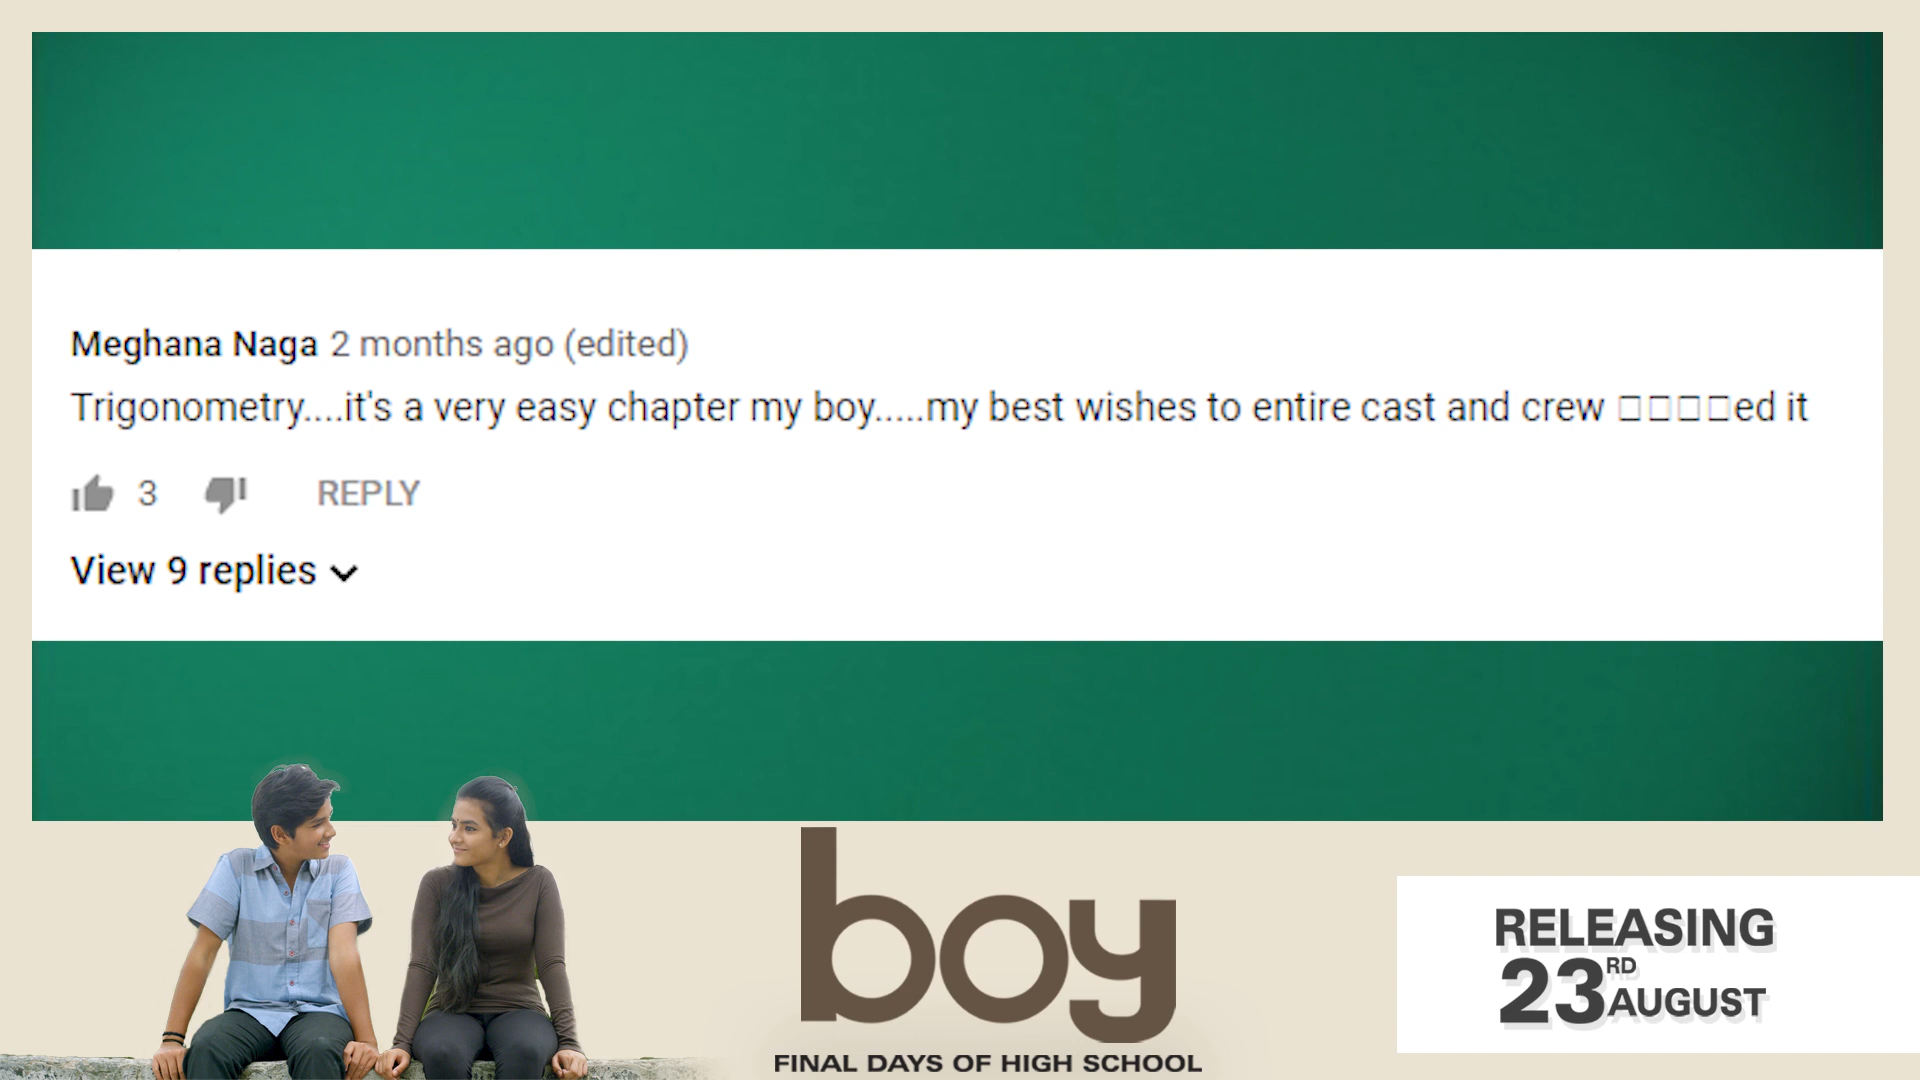 Meghana Naga 2 months ago (edited)
Trigonometry....it's a very easy chapter my boy.....my best wishes to entire cast and crew □□□□ed it
3 REPLY
View 9 replies
boy
FINAL DAYS OF HIGH SCHOOL
RELEASING
23RD AUGUST